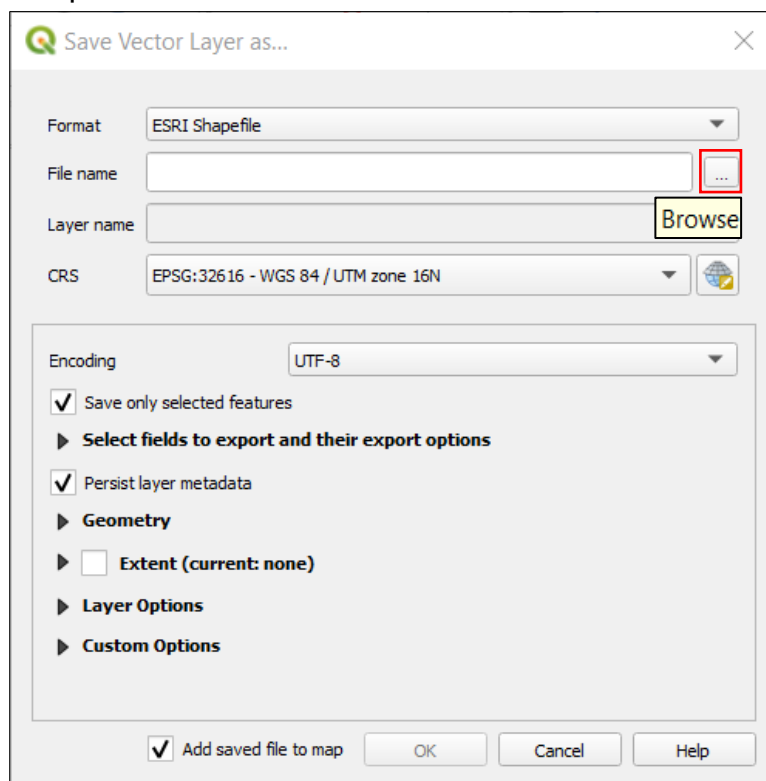 Save Vector Layer as...
Format ESRI Shapefile
File name ...
Browse
Layer name
CRS EPSG:32616 - WGS 84 / UTM zone 16N
Encoding UTF-8
Save only selected features
Select fields to export and their export options
Persist layer metadata
Geometry
Extent (current: none)
Layer Options
Custom Options
Add saved file to map OK Cancel Help